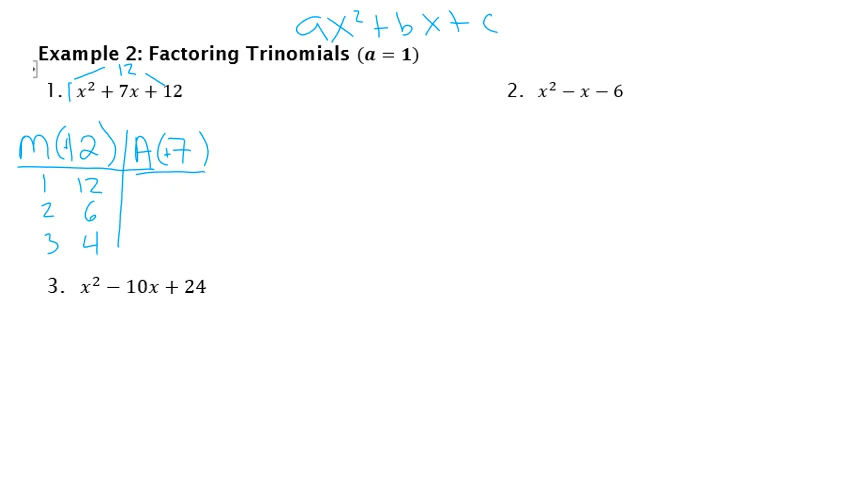 ax² + bx + c
Example 2: Factoring Trinomials (a = 1)
12
1. 1 x² + 7x + 12
2. x² − x − 6
M(+12) A(+7)
1 12
2 6
3 4
3. x² − 10x + 24